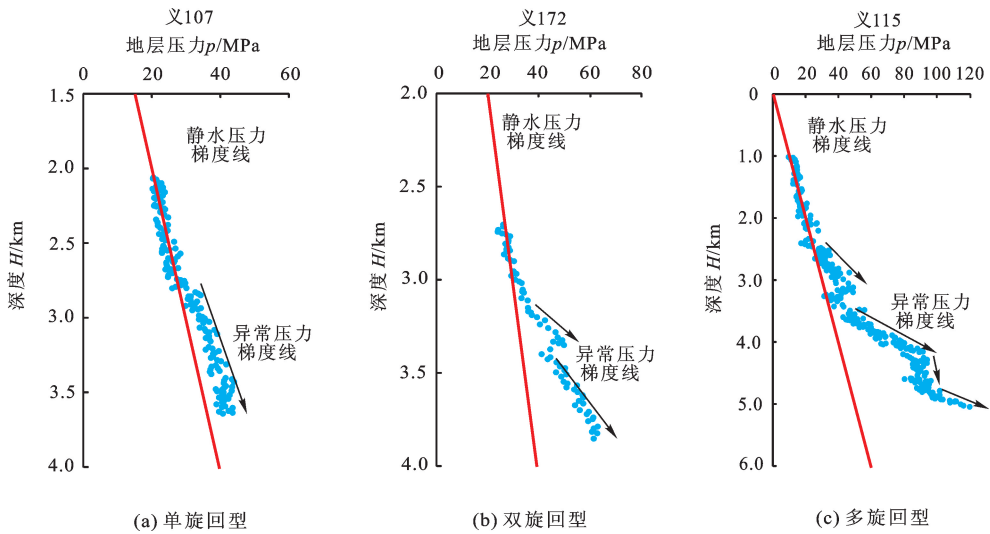 义107
地层压力p/MPa
0 20 40 60
1.5
2.0
2.5
3.0
3.5
4.0
深度 H/km
静水压力
梯度线
异常压力
梯度线
(a) 单旋回型
义172
地层压力p/MPa
0 20 40 60 80
2.0
2.5
3.0
3.5
4.0
深度 H/km
静水压力
梯度线
异常压力
梯度线
(b) 双旋回型
义115
地层压力p/MPa
0 20 40 60 80 100 120
0
1.0
2.0
3.0
4.0
5.0
6.0
深度 H/km
静水压力
梯度线
异常压力
梯度线
(c) 多旋回型